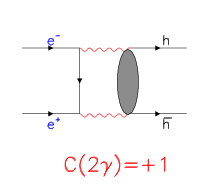 e⁻ h
e⁺ h̅
C(2γ)=+1